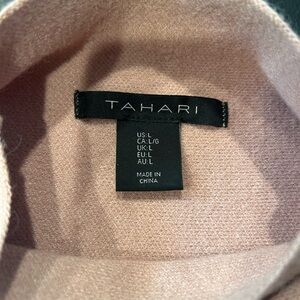 TAHARI
US:L
CA:L/G
UK:L
EU:L
AU:L
MADE IN
CHINA